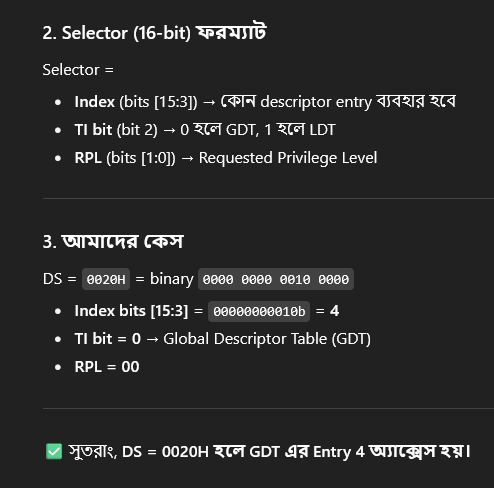 2. Selector (16-bit) ফরম্যাট
Selector =
• Index (bits [15:3]) → কোন descriptor entry ব্যবহার হবে
• TI bit (bit 2) → 0 হলে GDT, 1 হলে LDT
• RPL (bits [1:0]) → Requested Privilege Level
3. আমাদের কেস
DS = 0020H = binary 0000 0000 0010 0000
• Index bits [15:3] = 00000000010b = 4
• TI bit = 0 → Global Descriptor Table (GDT)
• RPL = 00
✅ সুতরাং, DS = 0020H হলে GDT এর Entry 4 অ্যাক্সেস হয়।